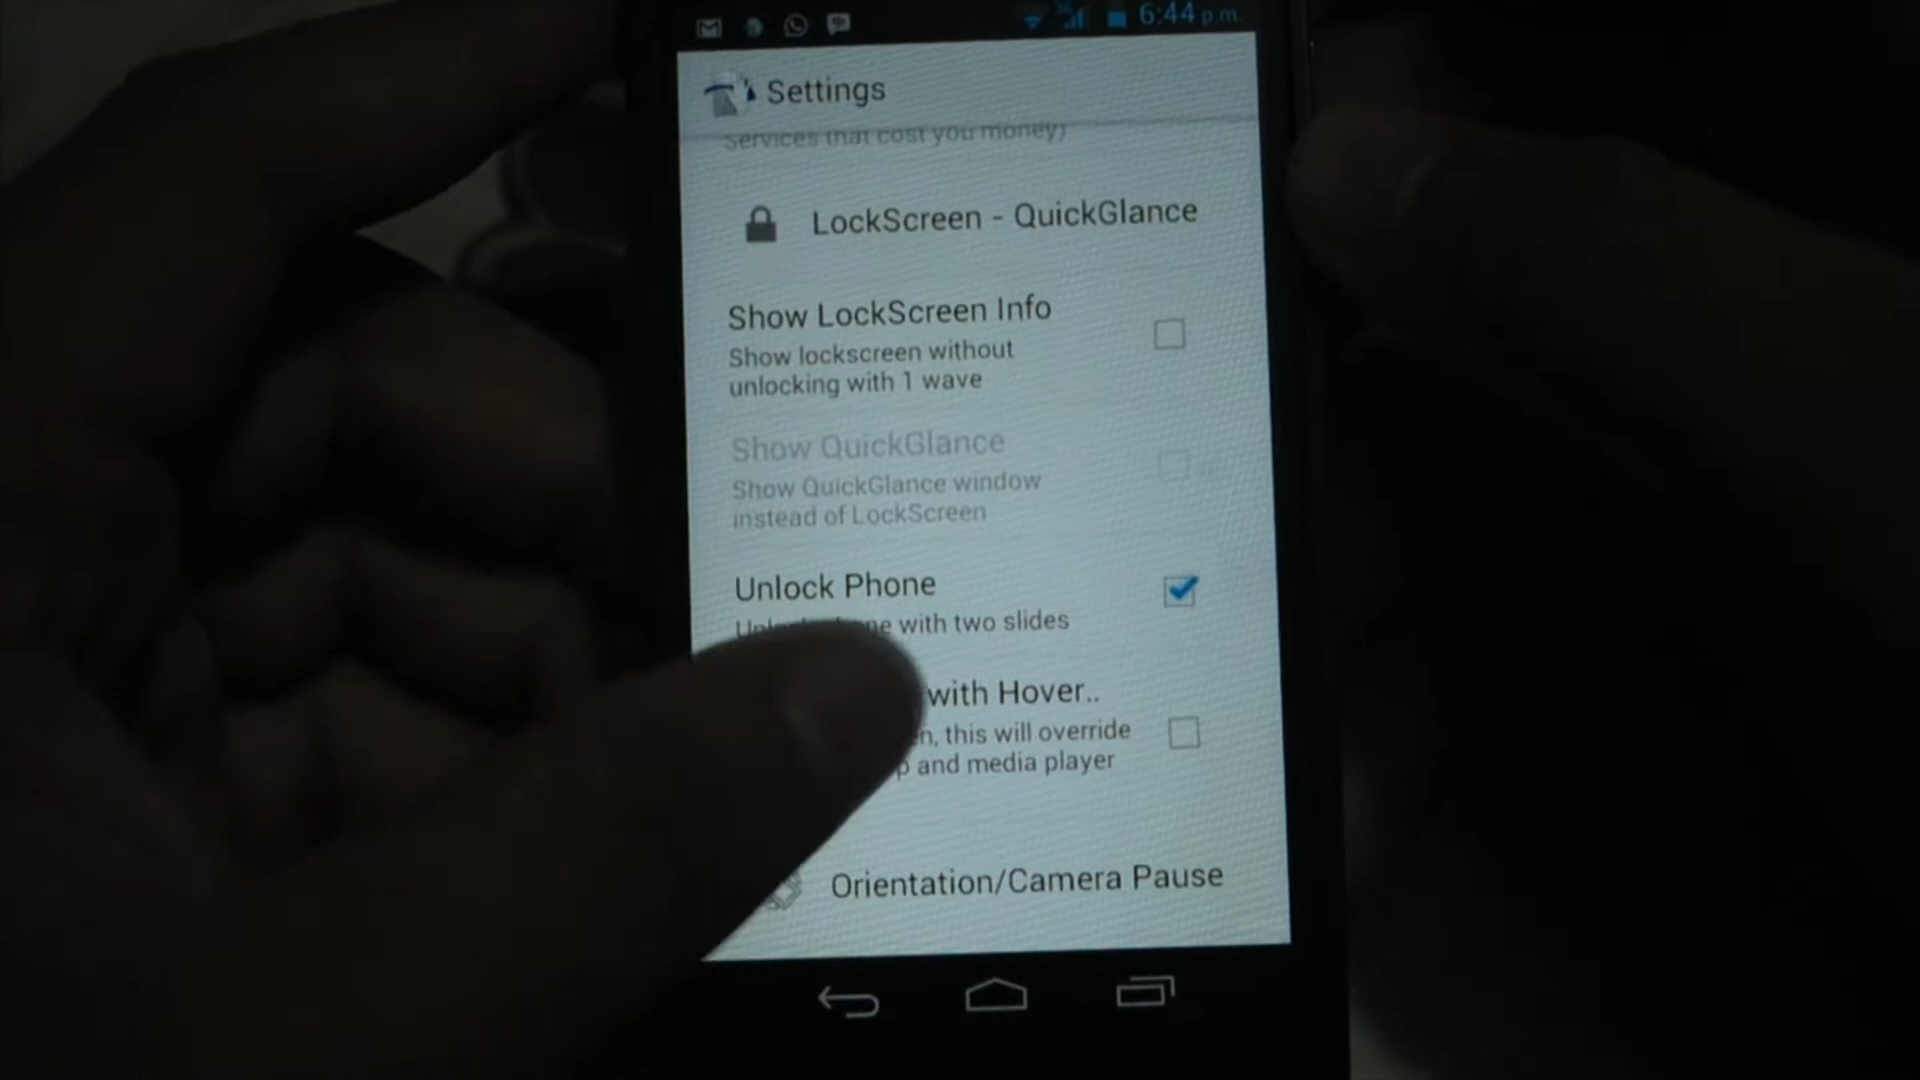 6:44 p.m.
Settings
Services that cost you money)
LockScreen - QuickGlance
Show LockScreen Info
Show lockscreen without
unlocking with 1 wave
Show QuickGlance
Show QuickGlance window
instead of LockScreen
Unlock Phone
with two slides
with Hover..
this will override
and media player
Orientation/Camera Pause